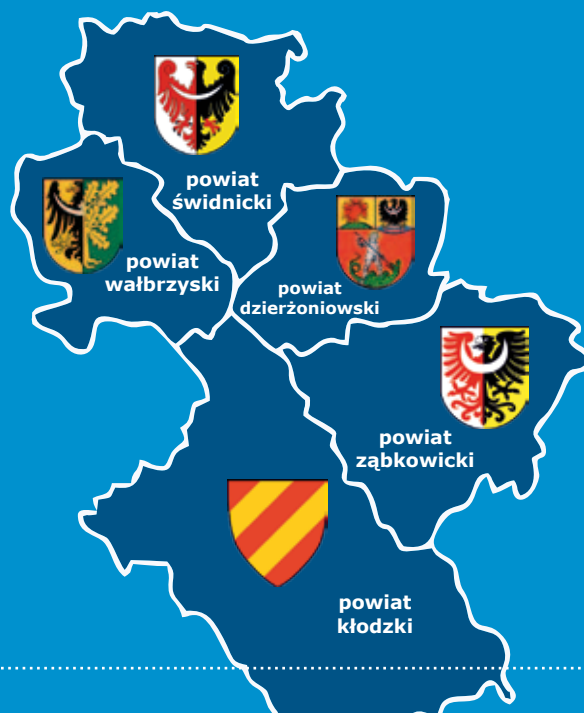 powiat
świdnicki
powiat
wałbrzyski
powiat
dzierżoniowski
powiat
ząbkowicki
powiat
kłodzki